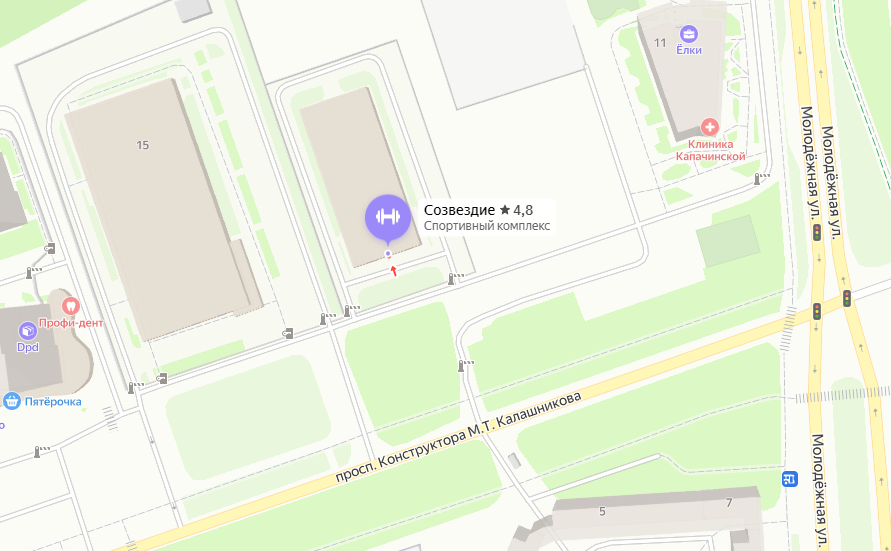 11
Ёлки
Клиника
Капачинской
Молодёжная ул.
Молодёжная ул.
15
Созвездие ★ 4,8
Спортивный комплекс
Профи-дент
Dpd
Пятёрочка
о
просп. Конструктора М.Т. Калашникова
Молодёжная ул.
5
7